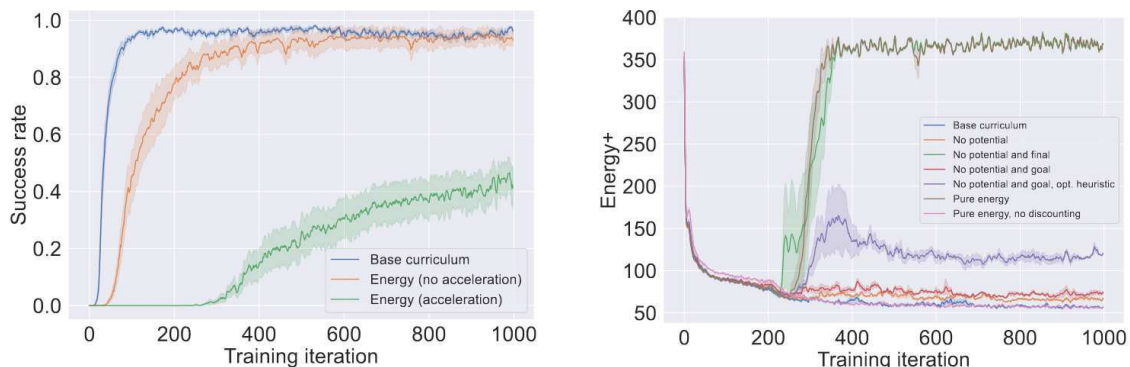 1.0
0.8
0.6
0.4
0.2
0.0
Success rate
0 200 400 600 800 1000
Training iteration
Base curriculum
Energy (no acceleration)
Energy (acceleration)
400
350
300
250
200
150
100
50
Energy+
0 200 400 600 800 1000
Training iteration
Base curriculum
No potential
No potential and final
No potential and goal
No potential and goal, opt. heuristic
Pure energy
Pure energy, no discounting